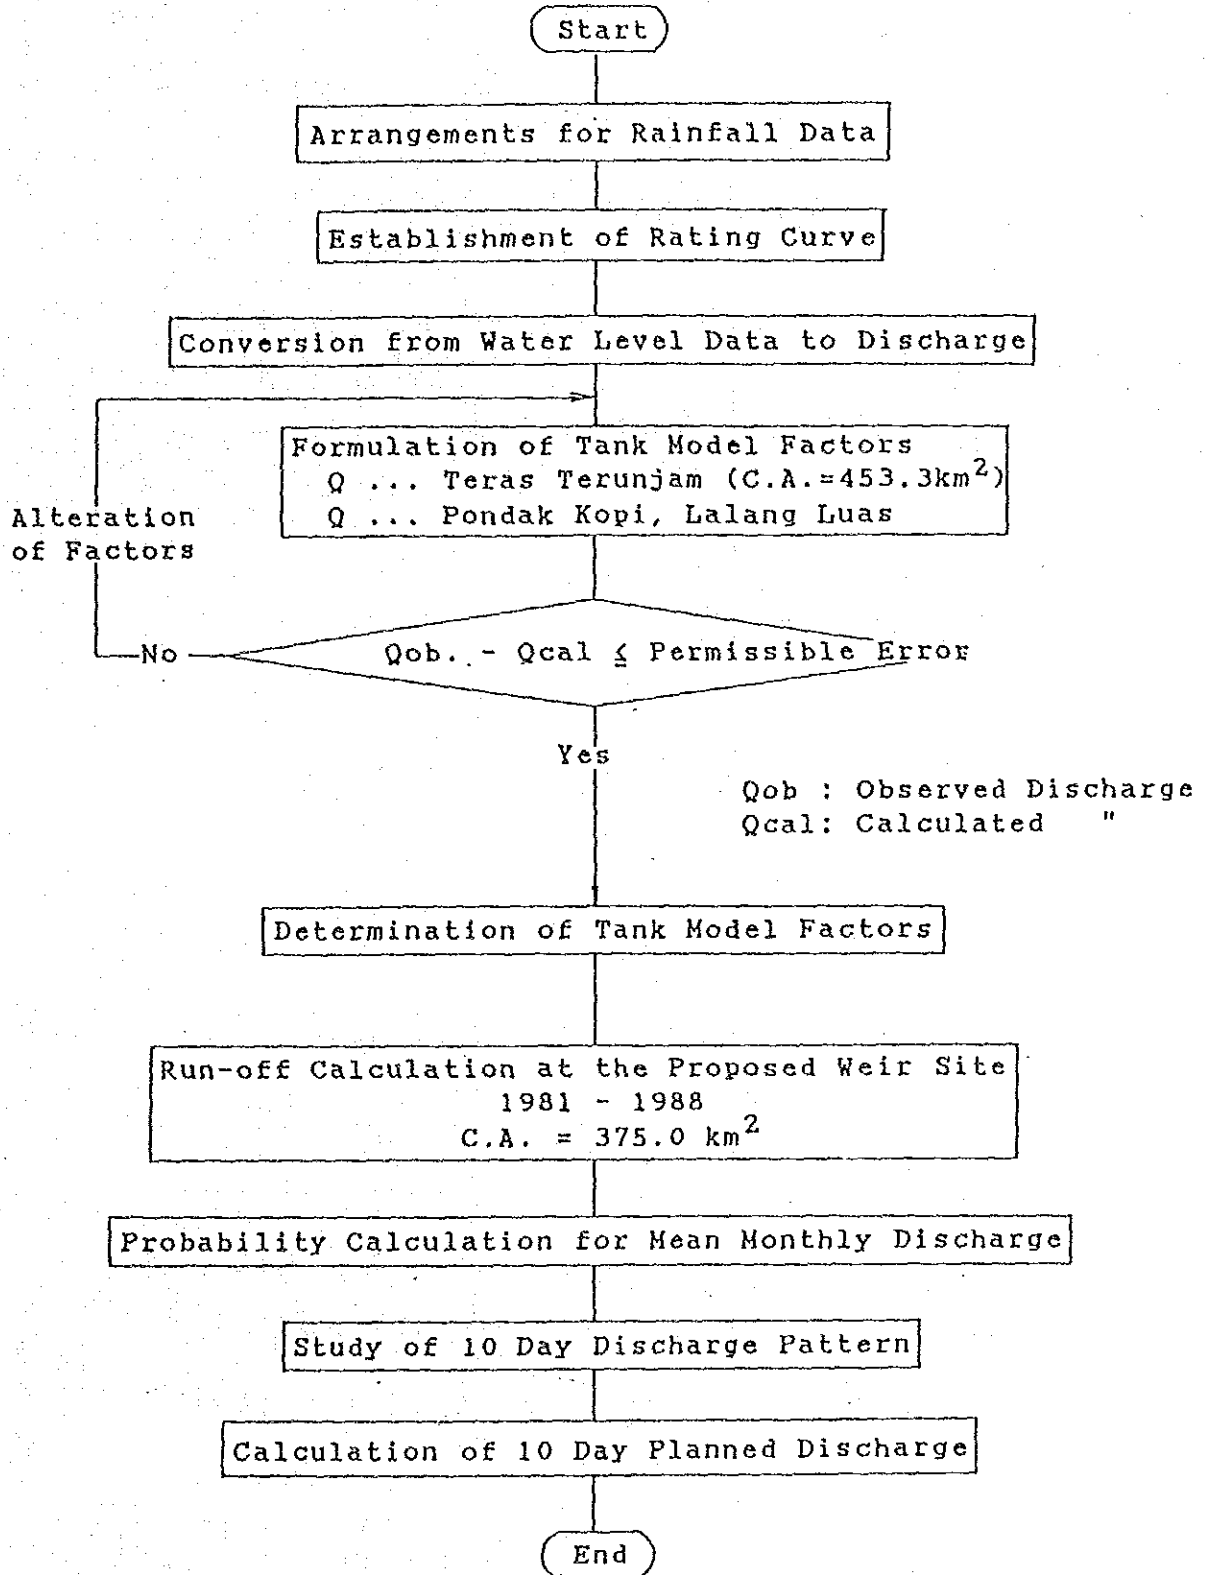 Start
Arrangements for Rainfall Data
Establishment of Rating Curve
Conversion from Water Level Data to Discharge
Formulation of Tank Model Factors
Q ... Teras Terunjam (C.A.=453.3km²)
Q ... Pondak Kopi, Lalang Luas
Alteration
of Factors
No
Qob. - Qcal ≦ Permissible Error
Yes
Qob : Observed Discharge
Qcal: Calculated "
Determination of Tank Model Factors
Run-off Calculation at the Proposed Weir Site
1981 - 1988
C.A. = 375.0 km²
Probability Calculation for Mean Monthly Discharge
Study of 10 Day Discharge Pattern
Calculation of 10 Day Planned Discharge
End